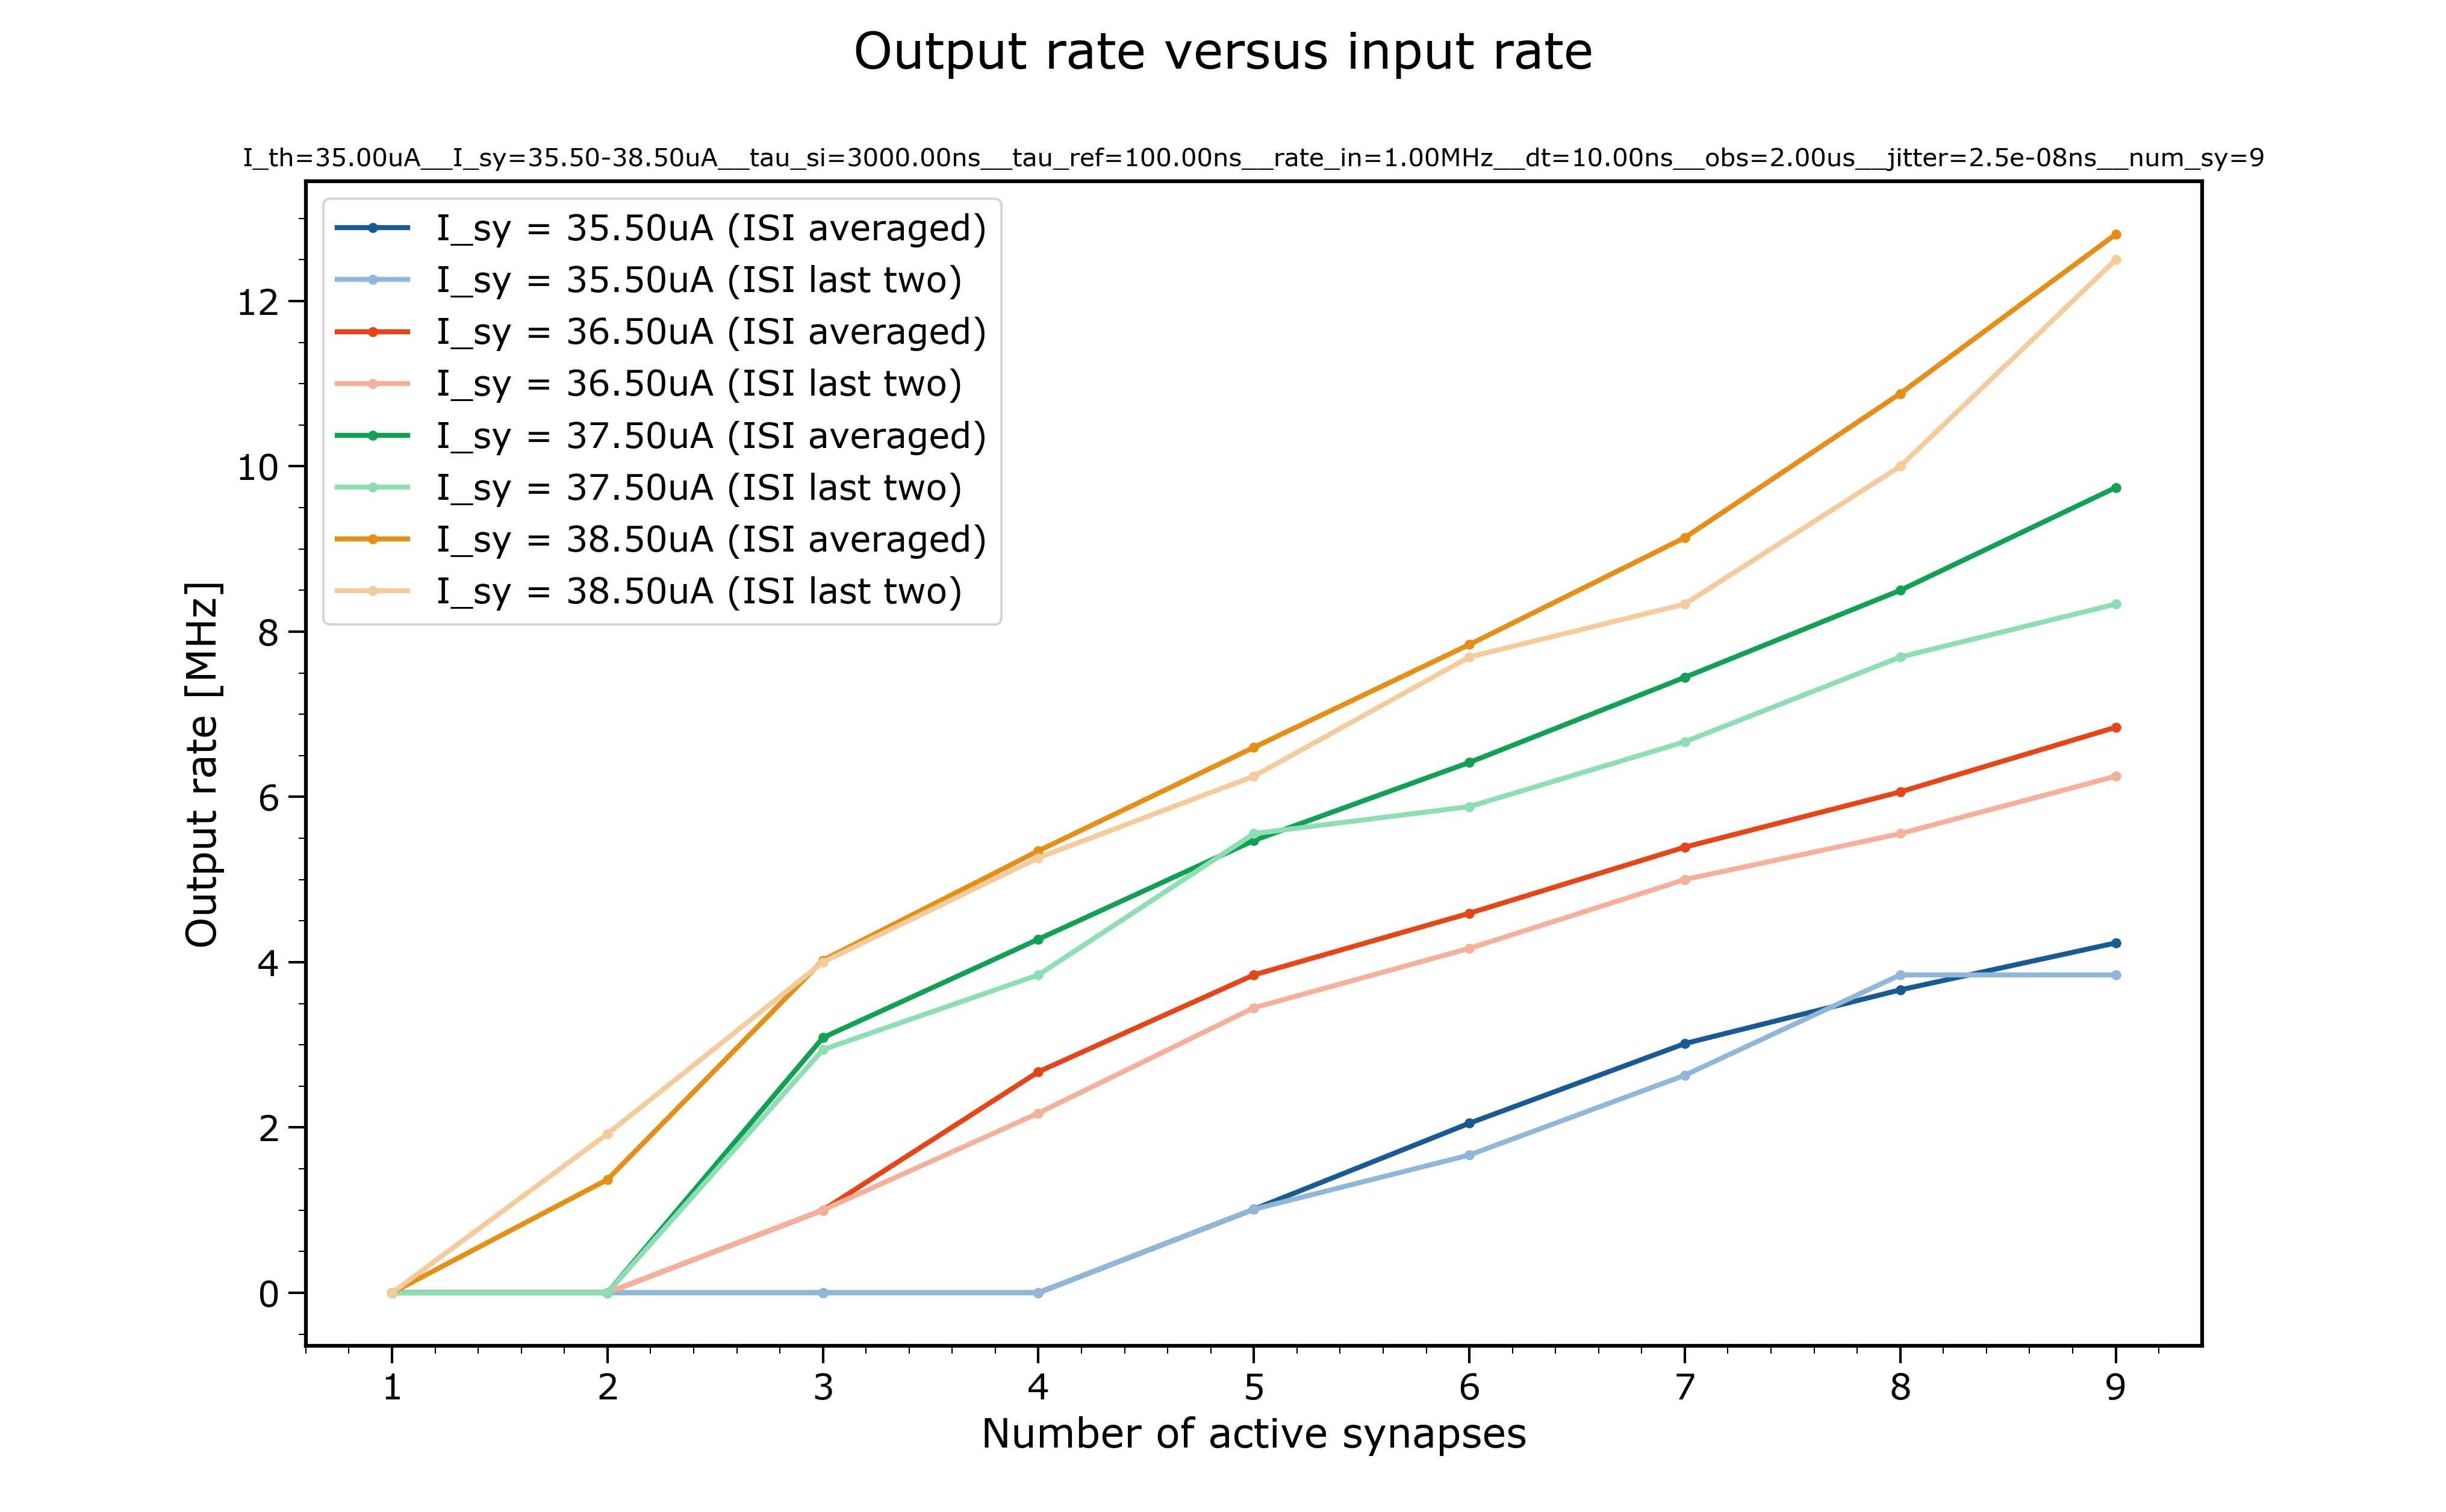 Output rate versus input rate
I_th=35.00uA__I_sy=35.50-38.50uA__tau_si=3000.00ns__tau_ref=100.00ns__rate_in=1.00MHz__dt=10.00ns__obs=2.00us__jitter=2.5e-08ns__num_sy=9
I_sy = 35.50uA (ISI averaged)
I_sy = 35.50uA (ISI last two)
I_sy = 36.50uA (ISI averaged)
I_sy = 36.50uA (ISI last two)
I_sy = 37.50uA (ISI averaged)
I_sy = 37.50uA (ISI last two)
I_sy = 38.50uA (ISI averaged)
I_sy = 38.50uA (ISI last two)
Output rate [MHz]
12
10
8
6
4
2
0
1 2 3 4 5 6 7 8 9
Number of active synapses